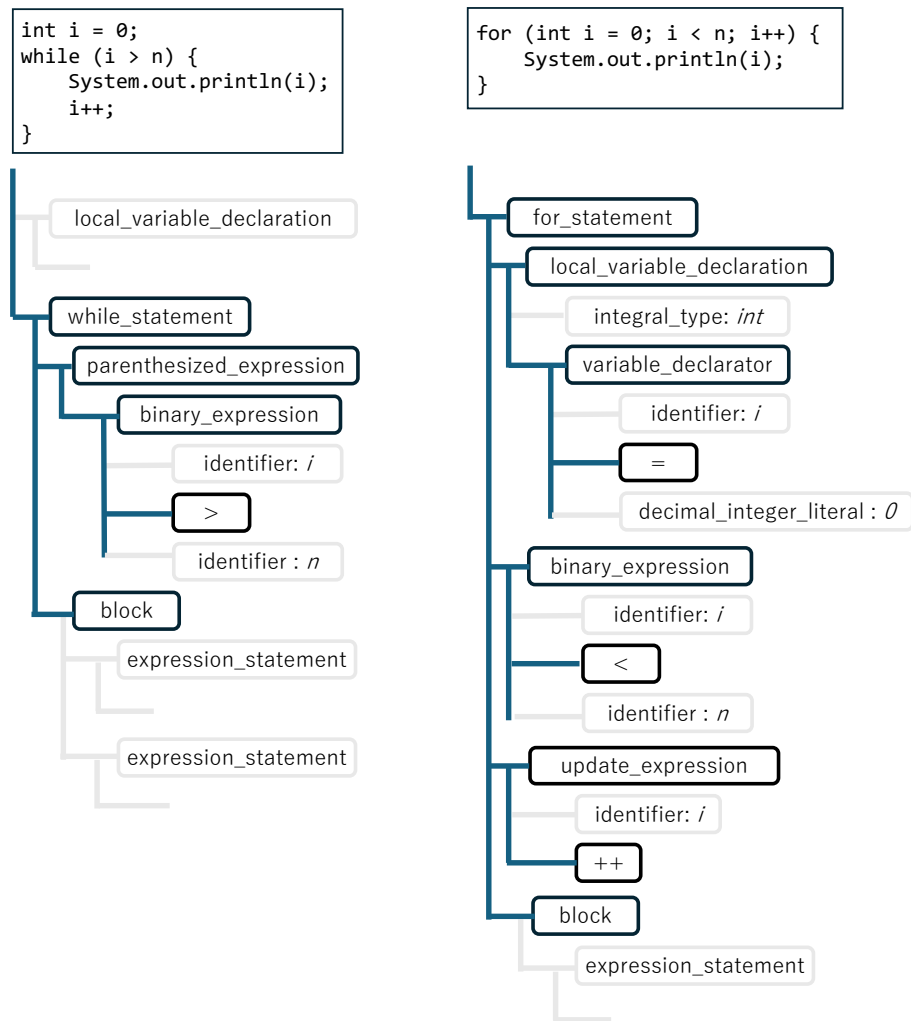 int i = 0;
while (i > n) {
    System.out.println(i);
    i++;
}
local_variable_declaration
while_statement
parenthesized_expression
binary_expression
identifier: i
>
identifier : n
block
expression_statement
expression_statement
for (int i = 0; i < n; i++) {
    System.out.println(i);
}
for_statement
local_variable_declaration
integral_type: int
variable_declarator
identifier: i
=
decimal_integer_literal : 0
binary_expression
identifier: i
<
identifier : n
update_expression
identifier: i
++
block
expression_statement